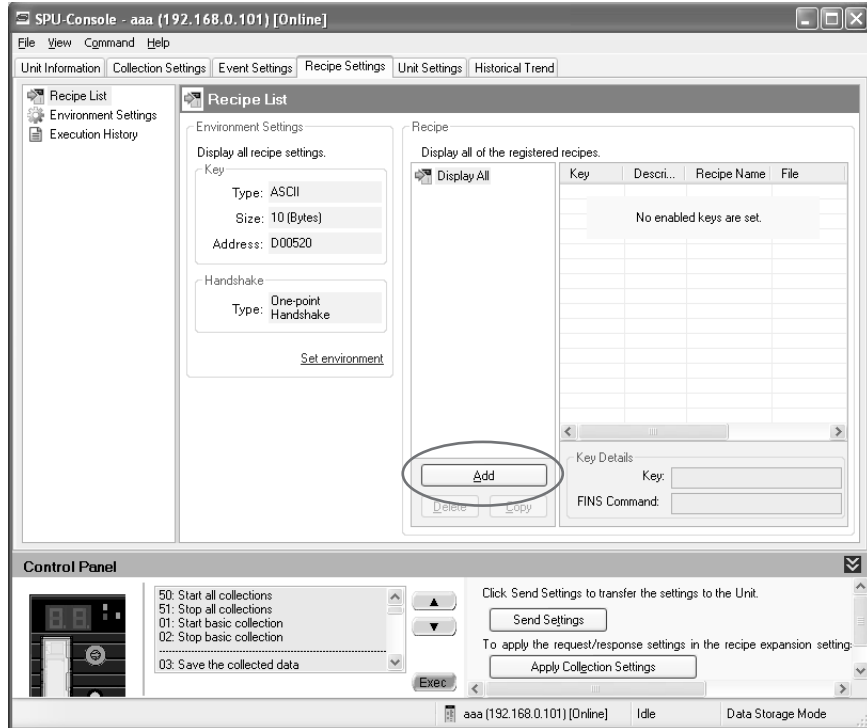 SPU-Console - aaa (192.168.0.101) [Online]
File View Command Help
Unit Information Collection Settings Event Settings Recipe Settings Unit Settings Historical Trend
Recipe List
Environment Settings
Execution History
Recipe List
Environment Settings
Display all recipe settings.
Key
Type: ASCII
Size: 10 (Bytes)
Address: D00520
Handshake
Type: One-point
Handshake
Set environment
Recipe
Display all of the registered recipes.
Display All
Key Descri... Recipe Name File
No enabled keys are set.
Add
Delete Copy
Key Details
Key:
FINS Command:
Control Panel
50: Start all collections
51: Stop all collections
01: Start basic collection
02: Stop basic collection
03: Save the collected data
Exec
Click Send Settings to transfer the settings to the Unit.
Send Settings
To apply the request/response settings in the recipe expansion setting
Apply Collection Settings
aaa (192.168.0.101) [Online] Idle Data Storage Mode